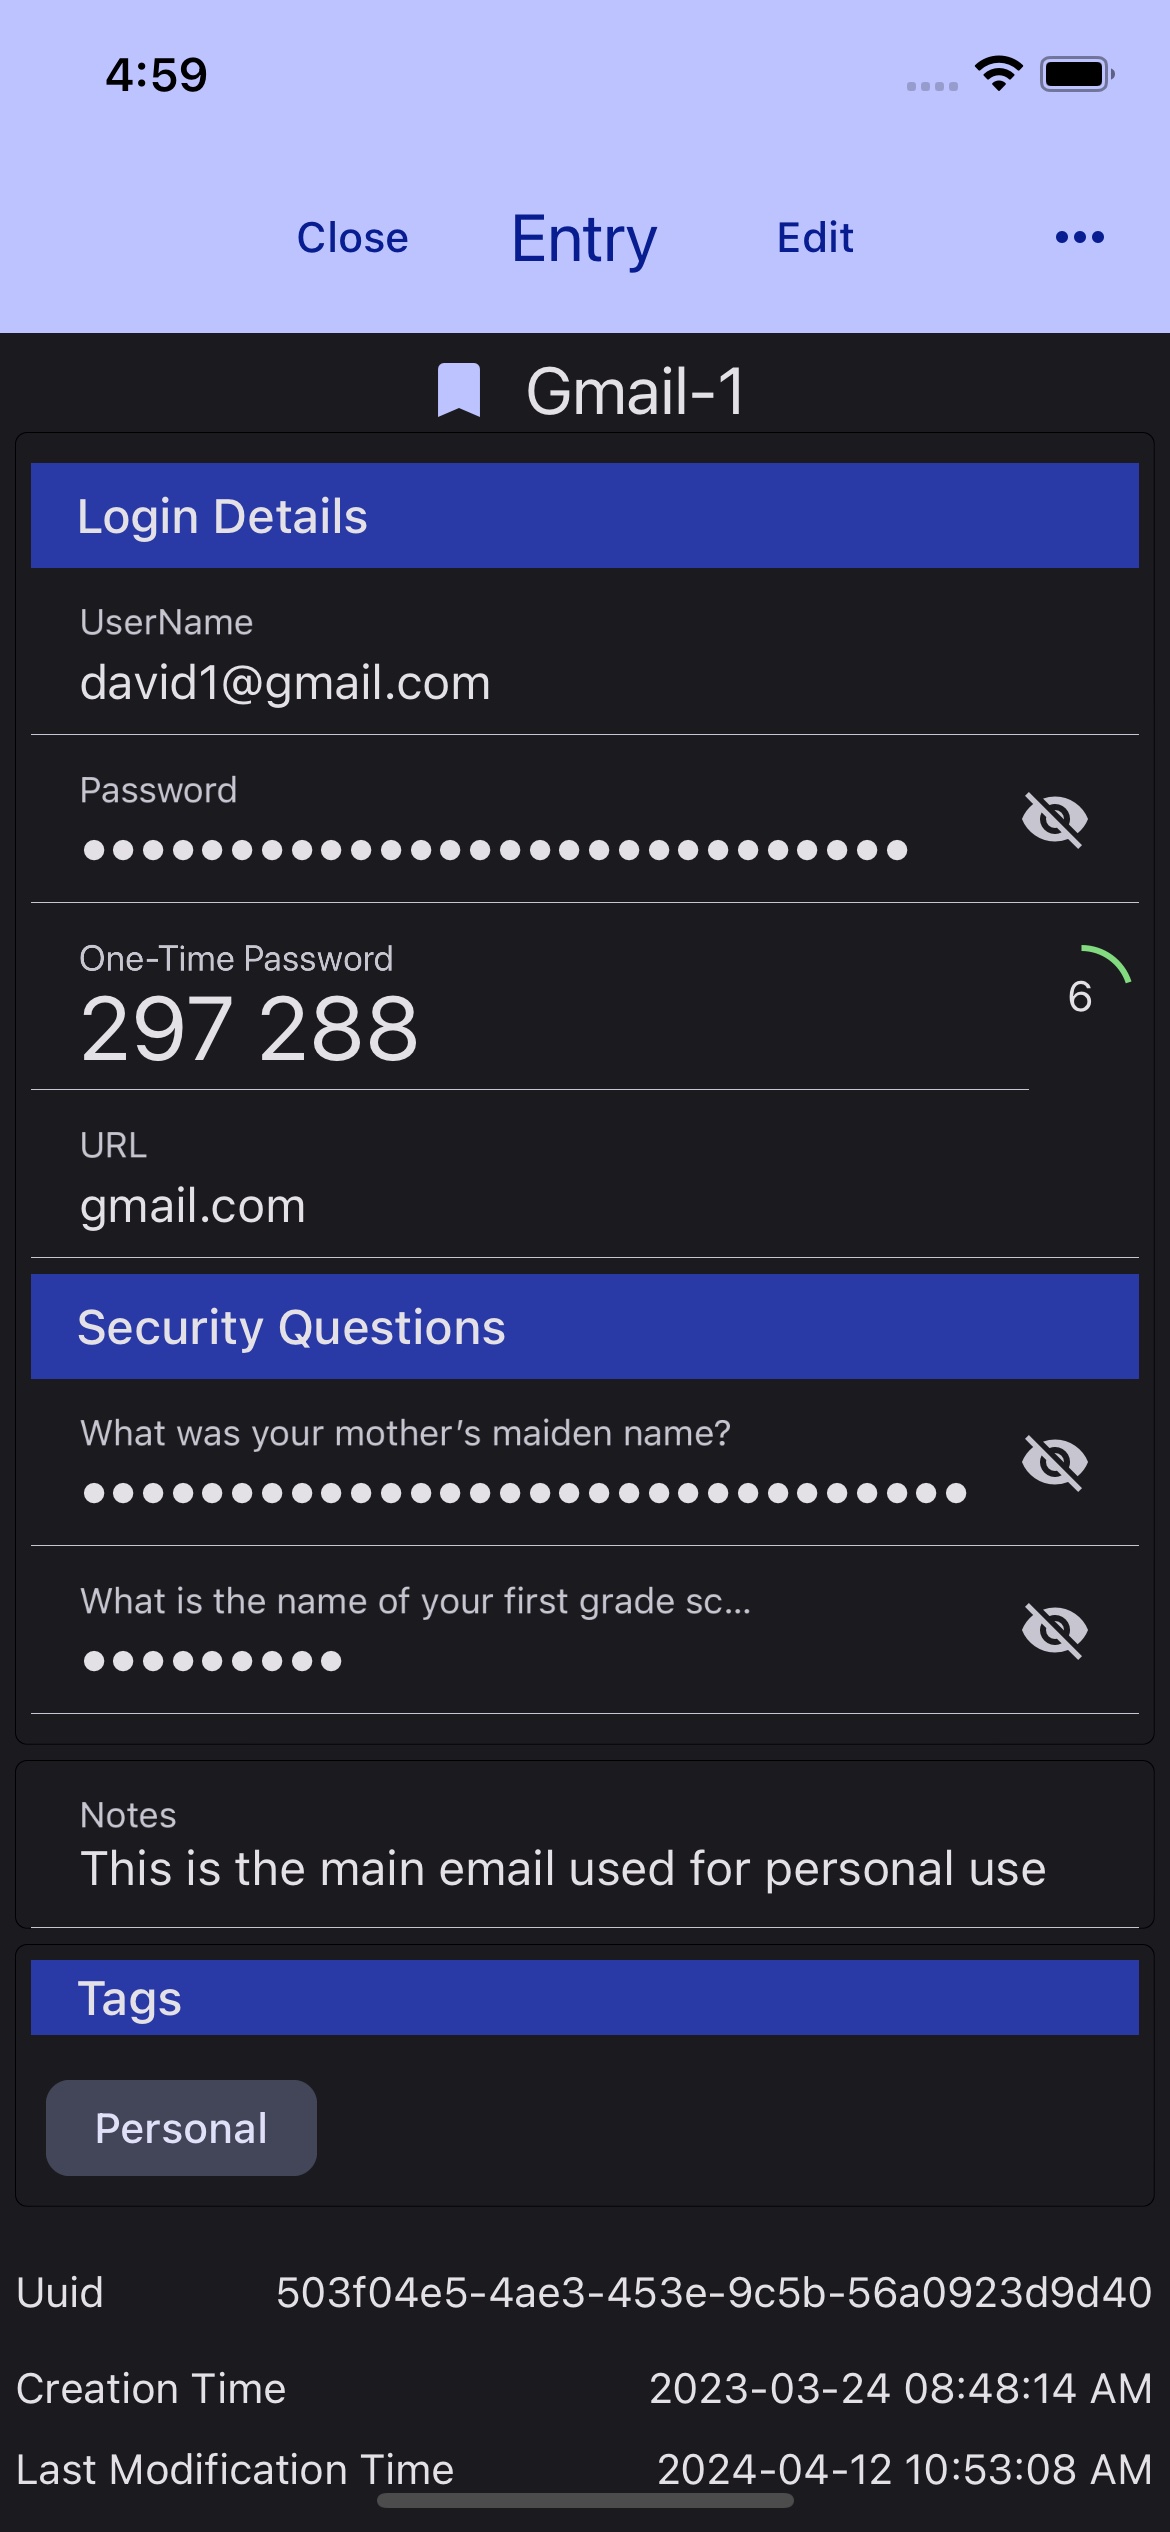 4:59
Close Entry Edit •••
Gmail-1
Login Details
UserName
david1@gmail.com
Password
••••••••••••••••••••••••••••
One-Time Password
297 288
6
URL
gmail.com
Security Questions
What was your mother’s maiden name?
••••••••••••••••••••••••••••••
What is the name of your first grade sc...
•••••••••
Notes
This is the main email used for personal use
Tags
Personal
Uuid 503f04e5-4ae3-453e-9c5b-56a0923d9d40
Creation Time 2023-03-24 08:48:14 AM
Last Modification Time 2024-04-12 10:53:08 AM